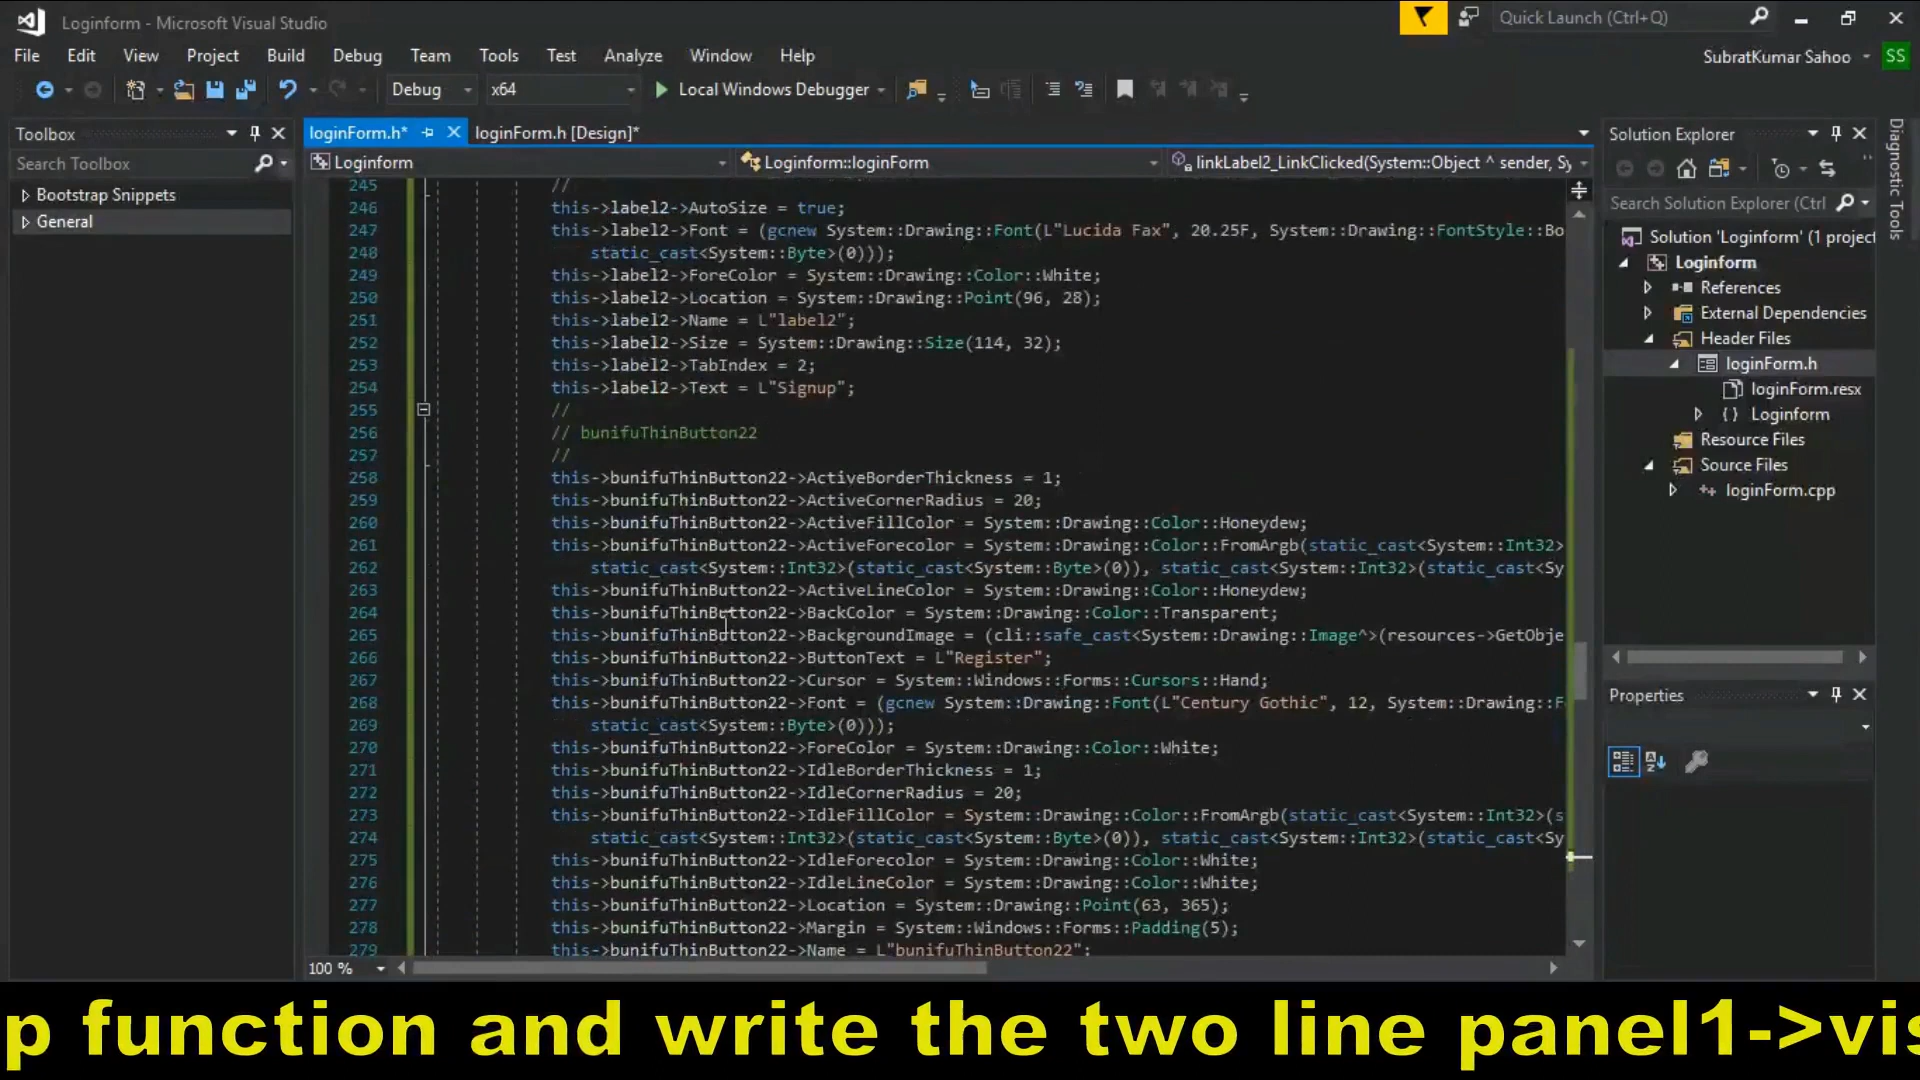 Loginform - Microsoft Visual Studio
Quick Launch (Ctrl+Q)
File Edit View Project Build Debug Team Tools Test Analyze Window Help
SubratKumar Sahoo SS
Debug x64 Local Windows Debugger
Toolbox
Search Toolbox
Bootstrap Snippets
General
loginForm.h* loginForm.h [Design]*
Loginform Loginform::loginForm linkLabel2_LinkClicked(System::Object ^ sender, Sy
245 //
246 this->label2->AutoSize = true;
247 this->label2->Font = (gcnew System::Drawing::Font(L"Lucida Fax", 20.25F, System::Drawing::FontStyle::Bo
248 static_cast<System::Byte>(0)));
249 this->label2->ForeColor = System::Drawing::Color::White;
250 this->label2->Location = System::Drawing::Point(96, 28);
251 this->label2->Name = L"label2";
252 this->label2->Size = System::Drawing::Size(114, 32);
253 this->label2->TabIndex = 2;
254 this->label2->Text = L"Signup";
255 //
256 // bunifuThinButton22
257 //
258 this->bunifuThinButton22->ActiveBorderThickness = 1;
259 this->bunifuThinButton22->ActiveCornerRadius = 20;
260 this->bunifuThinButton22->ActiveFillColor = System::Drawing::Color::Honeydew;
261 this->bunifuThinButton22->ActiveForecolor = System::Drawing::Color::FromArgb(static_cast<System::Int32>
262 static_cast<System::Int32>(static_cast<System::Byte>(0)), static_cast<System::Int32>(static_cast<Sy
263 this->bunifuThinButton22->ActiveLineColor = System::Drawing::Color::Honeydew;
264 this->bunifuThinButton22->BackColor = System::Drawing::Color::Transparent;
265 this->bunifuThinButton22->BackgroundImage = (cli::safe_cast<System::Drawing::Image^>(resources->GetObje
266 this->bunifuThinButton22->ButtonText = L"Register";
267 this->bunifuThinButton22->Cursor = System::Windows::Forms::Cursors::Hand;
268 this->bunifuThinButton22->Font = (gcnew System::Drawing::Font(L"Century Gothic", 12, System::Drawing::F
269 static_cast<System::Byte>(0)));
270 this->bunifuThinButton22->ForeColor = System::Drawing::Color::White;
271 this->bunifuThinButton22->IdleBorderThickness = 1;
272 this->bunifuThinButton22->IdleCornerRadius = 20;
273 this->bunifuThinButton22->IdleFillColor = System::Drawing::Color::FromArgb(static_cast<System::Int32>(s
274 static_cast<System::Int32>(static_cast<System::Byte>(0)), static_cast<System::Int32>(static_cast<Sy
275 this->bunifuThinButton22->IdleForecolor = System::Drawing::Color::White;
276 this->bunifuThinButton22->IdleLineColor = System::Drawing::Color::White;
277 this->bunifuThinButton22->Location = System::Drawing::Point(63, 365);
278 this->bunifuThinButton22->Margin = System::Windows::Forms::Padding(5);
279 this->bunifuThinButton22->Name = L"bunifuThinButton22";
100 %
Solution Explorer
Search Solution Explorer (Ctrl
Solution 'Loginform' (1 project
Loginform
References
External Dependencies
Header Files
loginForm.h
loginForm.resx
{ } Loginform
Resource Files
Source Files
loginForm.cpp
Properties
Diagnostic Tools
p function and write the two line panel1->vis